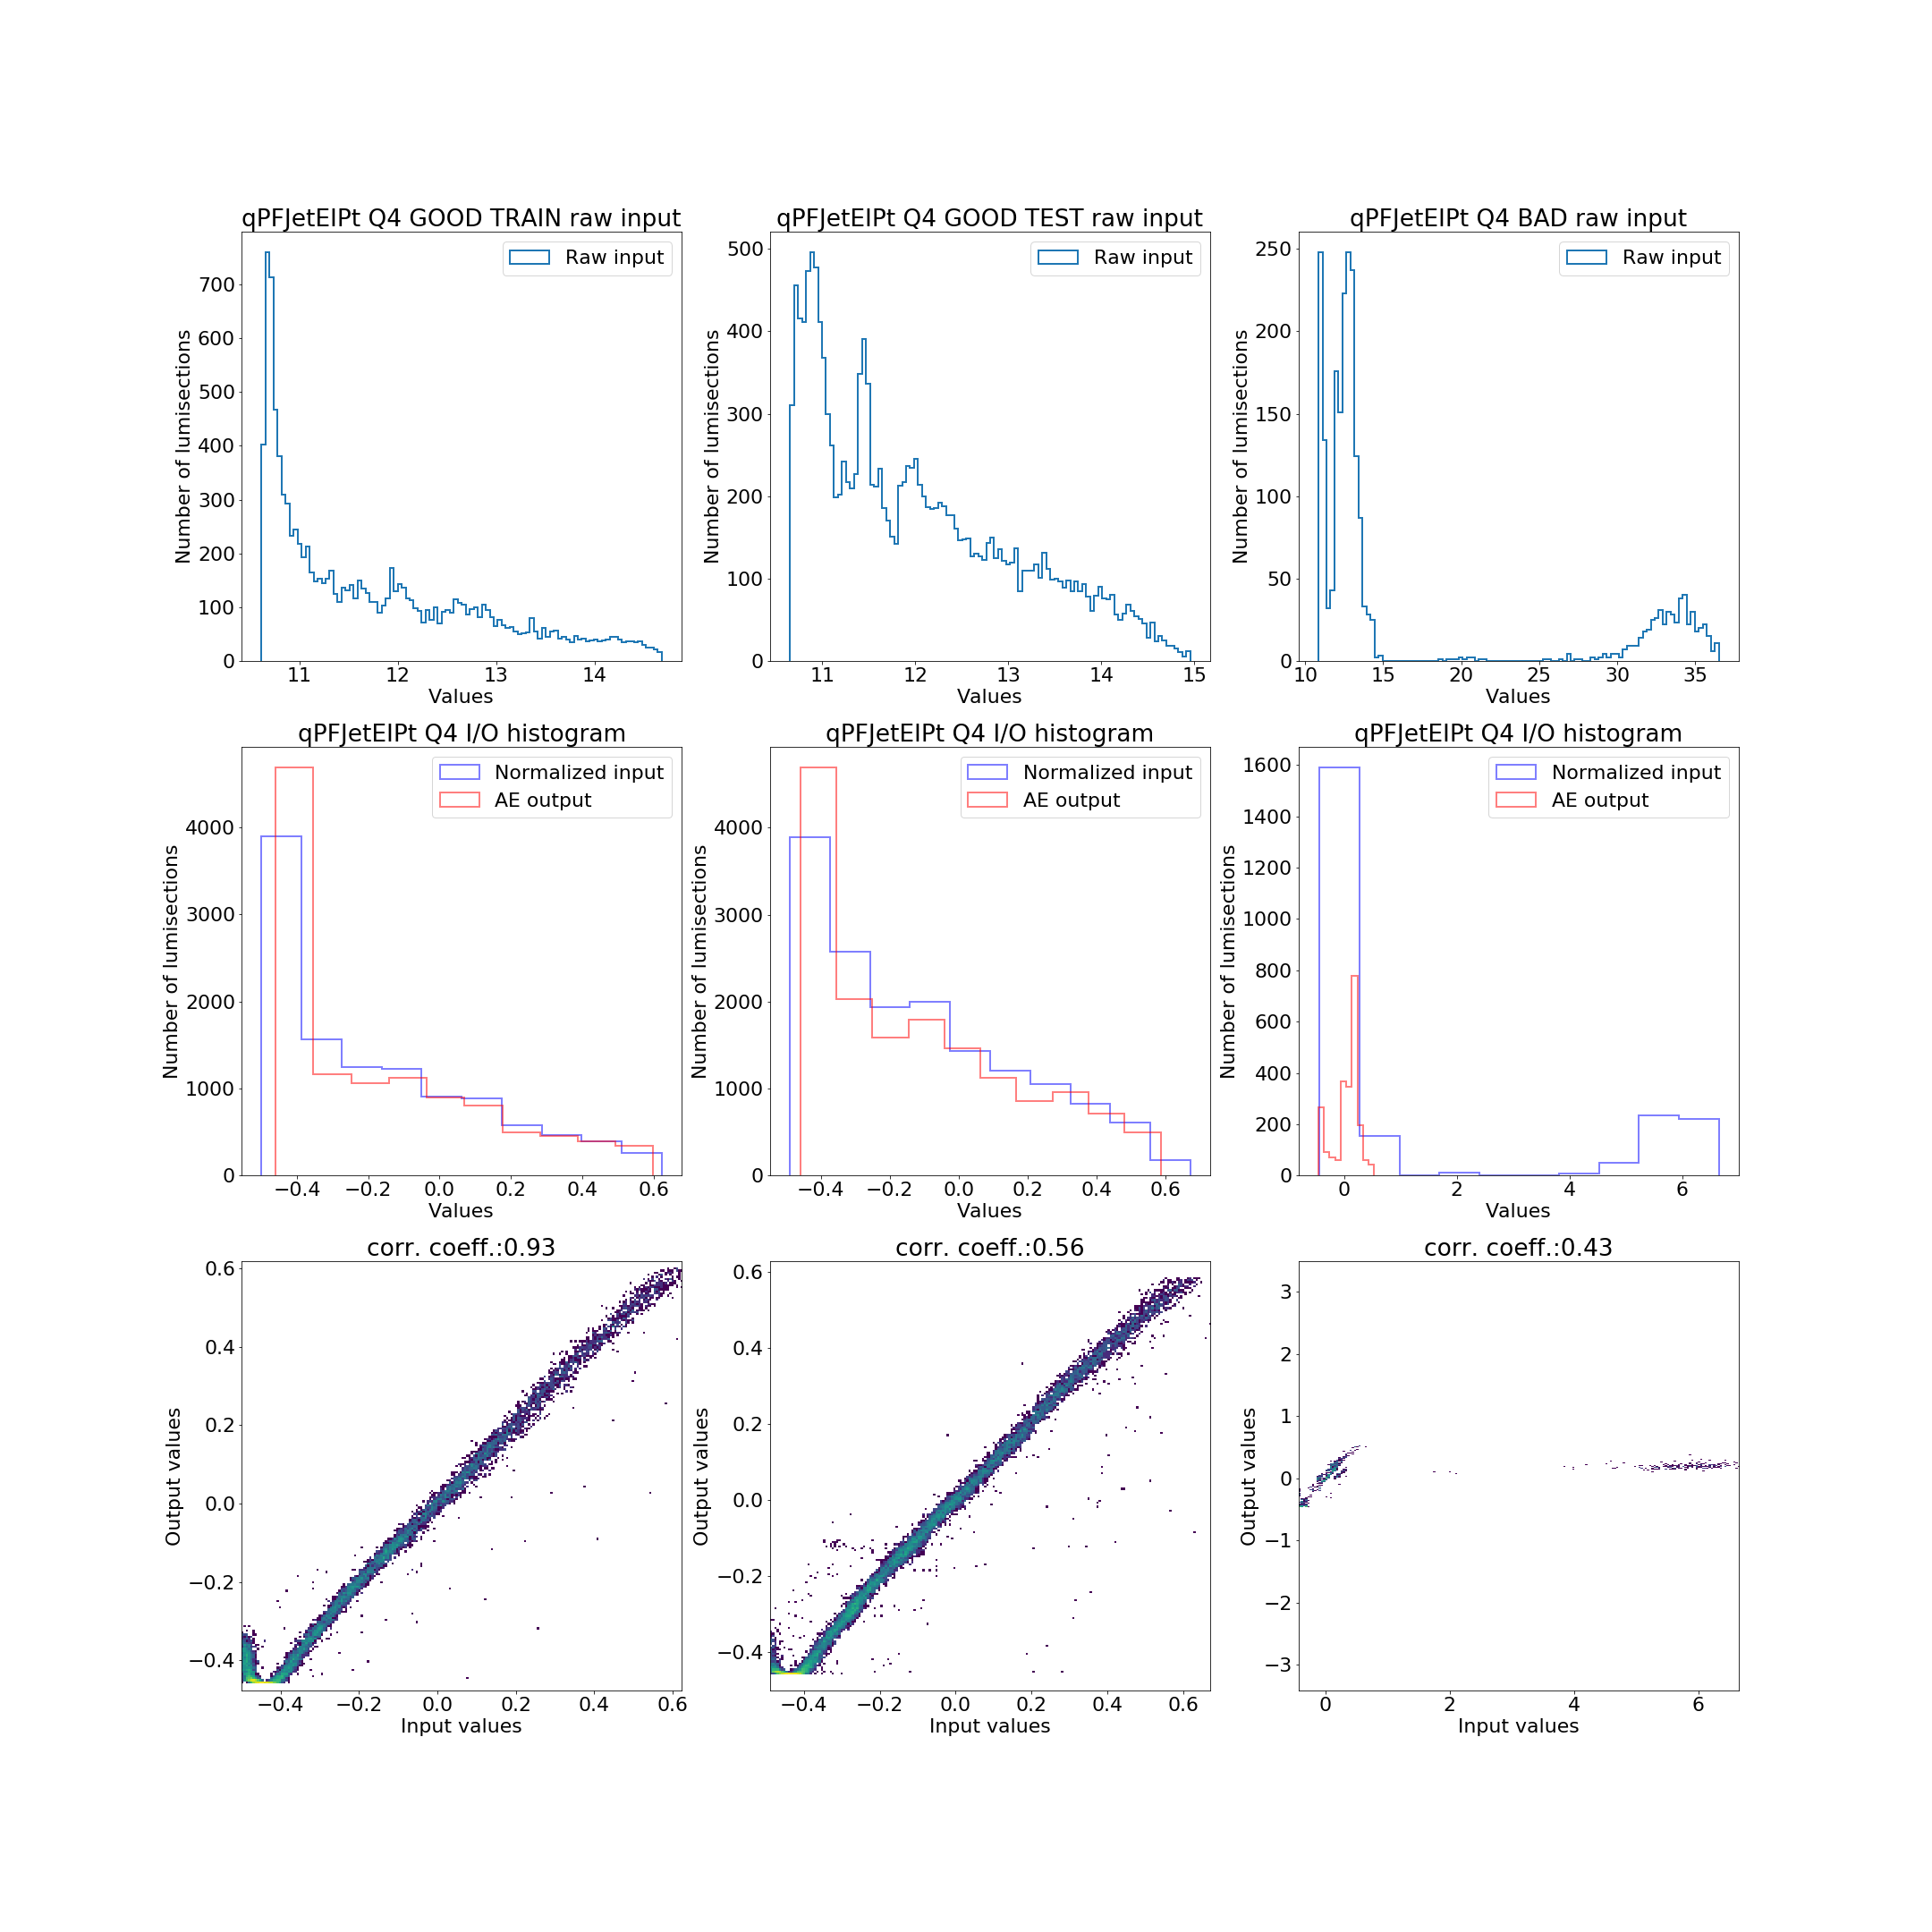 qPFJetEIPt Q4 GOOD TRAIN raw input
Raw input
Number of lumisections
700
600
500
400
300
200
100
0
11 12 13 14
Values
qPFJetEIPt Q4 GOOD TEST raw input
Raw input
Number of lumisections
500
400
300
200
100
0
11 12 13 14 15
Values
qPFJetEIPt Q4 BAD raw input
Raw input
Number of lumisections
250
200
150
100
50
0
10 15 20 25 30 35
Values
qPFJetEIPt Q4 I/O histogram
Normalized input
AE output
Number of lumisections
4000
3000
2000
1000
0
−0.4 −0.2 0.0 0.2 0.4 0.6
Values
qPFJetEIPt Q4 I/O histogram
Normalized input
AE output
Number of lumisections
4000
3000
2000
1000
0
−0.4 −0.2 0.0 0.2 0.4 0.6
Values
qPFJetEIPt Q4 I/O histogram
Normalized input
AE output
Number of lumisections
1600
1400
1200
1000
800
600
400
200
0
0 2 4 6
Values
corr. coeff.:0.93
Output values
0.6
0.4
0.2
0.0
−0.2
−0.4
−0.4 −0.2 0.0 0.2 0.4 0.6
Input values
corr. coeff.:0.56
Output values
0.6
0.4
0.2
0.0
−0.2
−0.4
−0.4 −0.2 0.0 0.2 0.4 0.6
Input values
corr. coeff.:0.43
Output values
3
2
1
0
−1
−2
−3
0 2 4 6
Input values